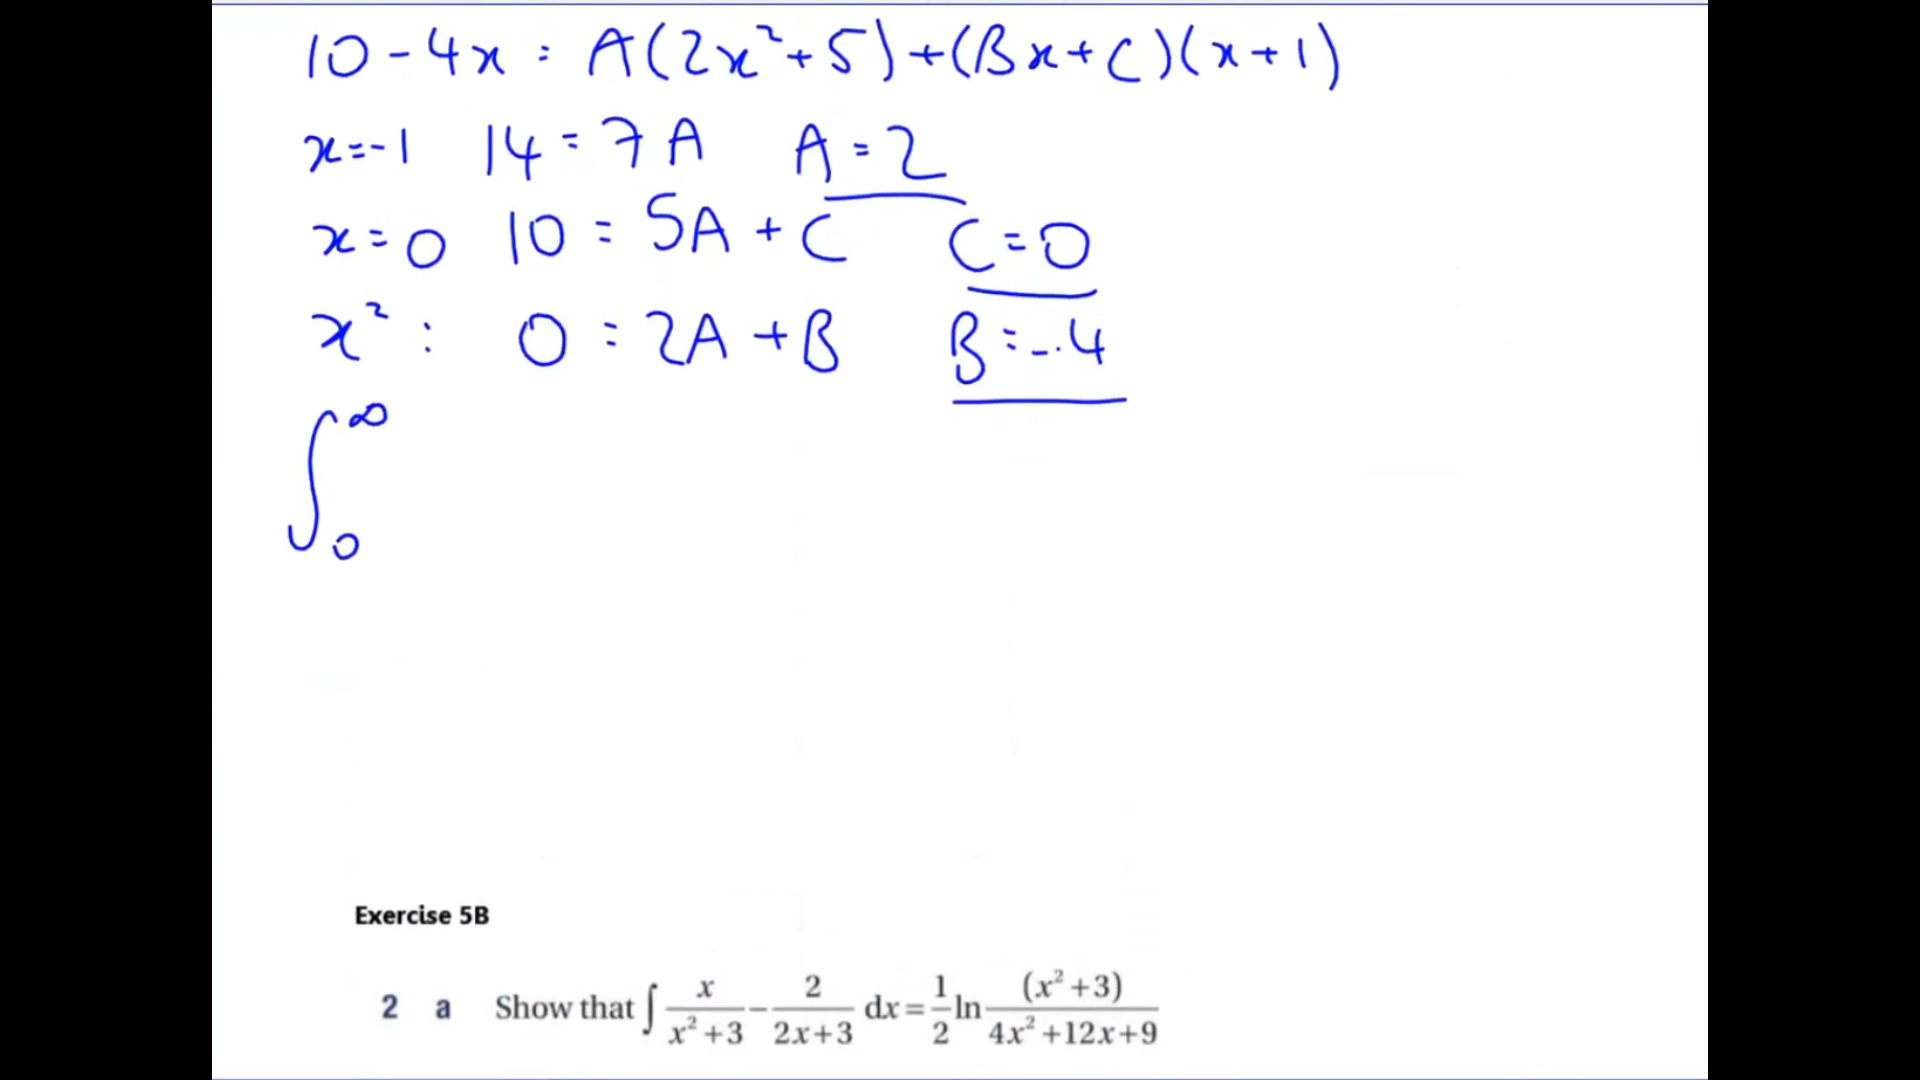 10 - 4x = A(2x² + 5) + (Bx + C)(x + 1)
x = -1 14 = 7A A = 2
x = 0 10 = 5A + C C = 0
x² : 0 = 2A + B B = -4
∫₀^∞
Exercise 5B
2 a Show that ∫ x/(x²+3) − 2/(2x+3) dx = 1/2 ln (x²+3)/(4x²+12x+9)